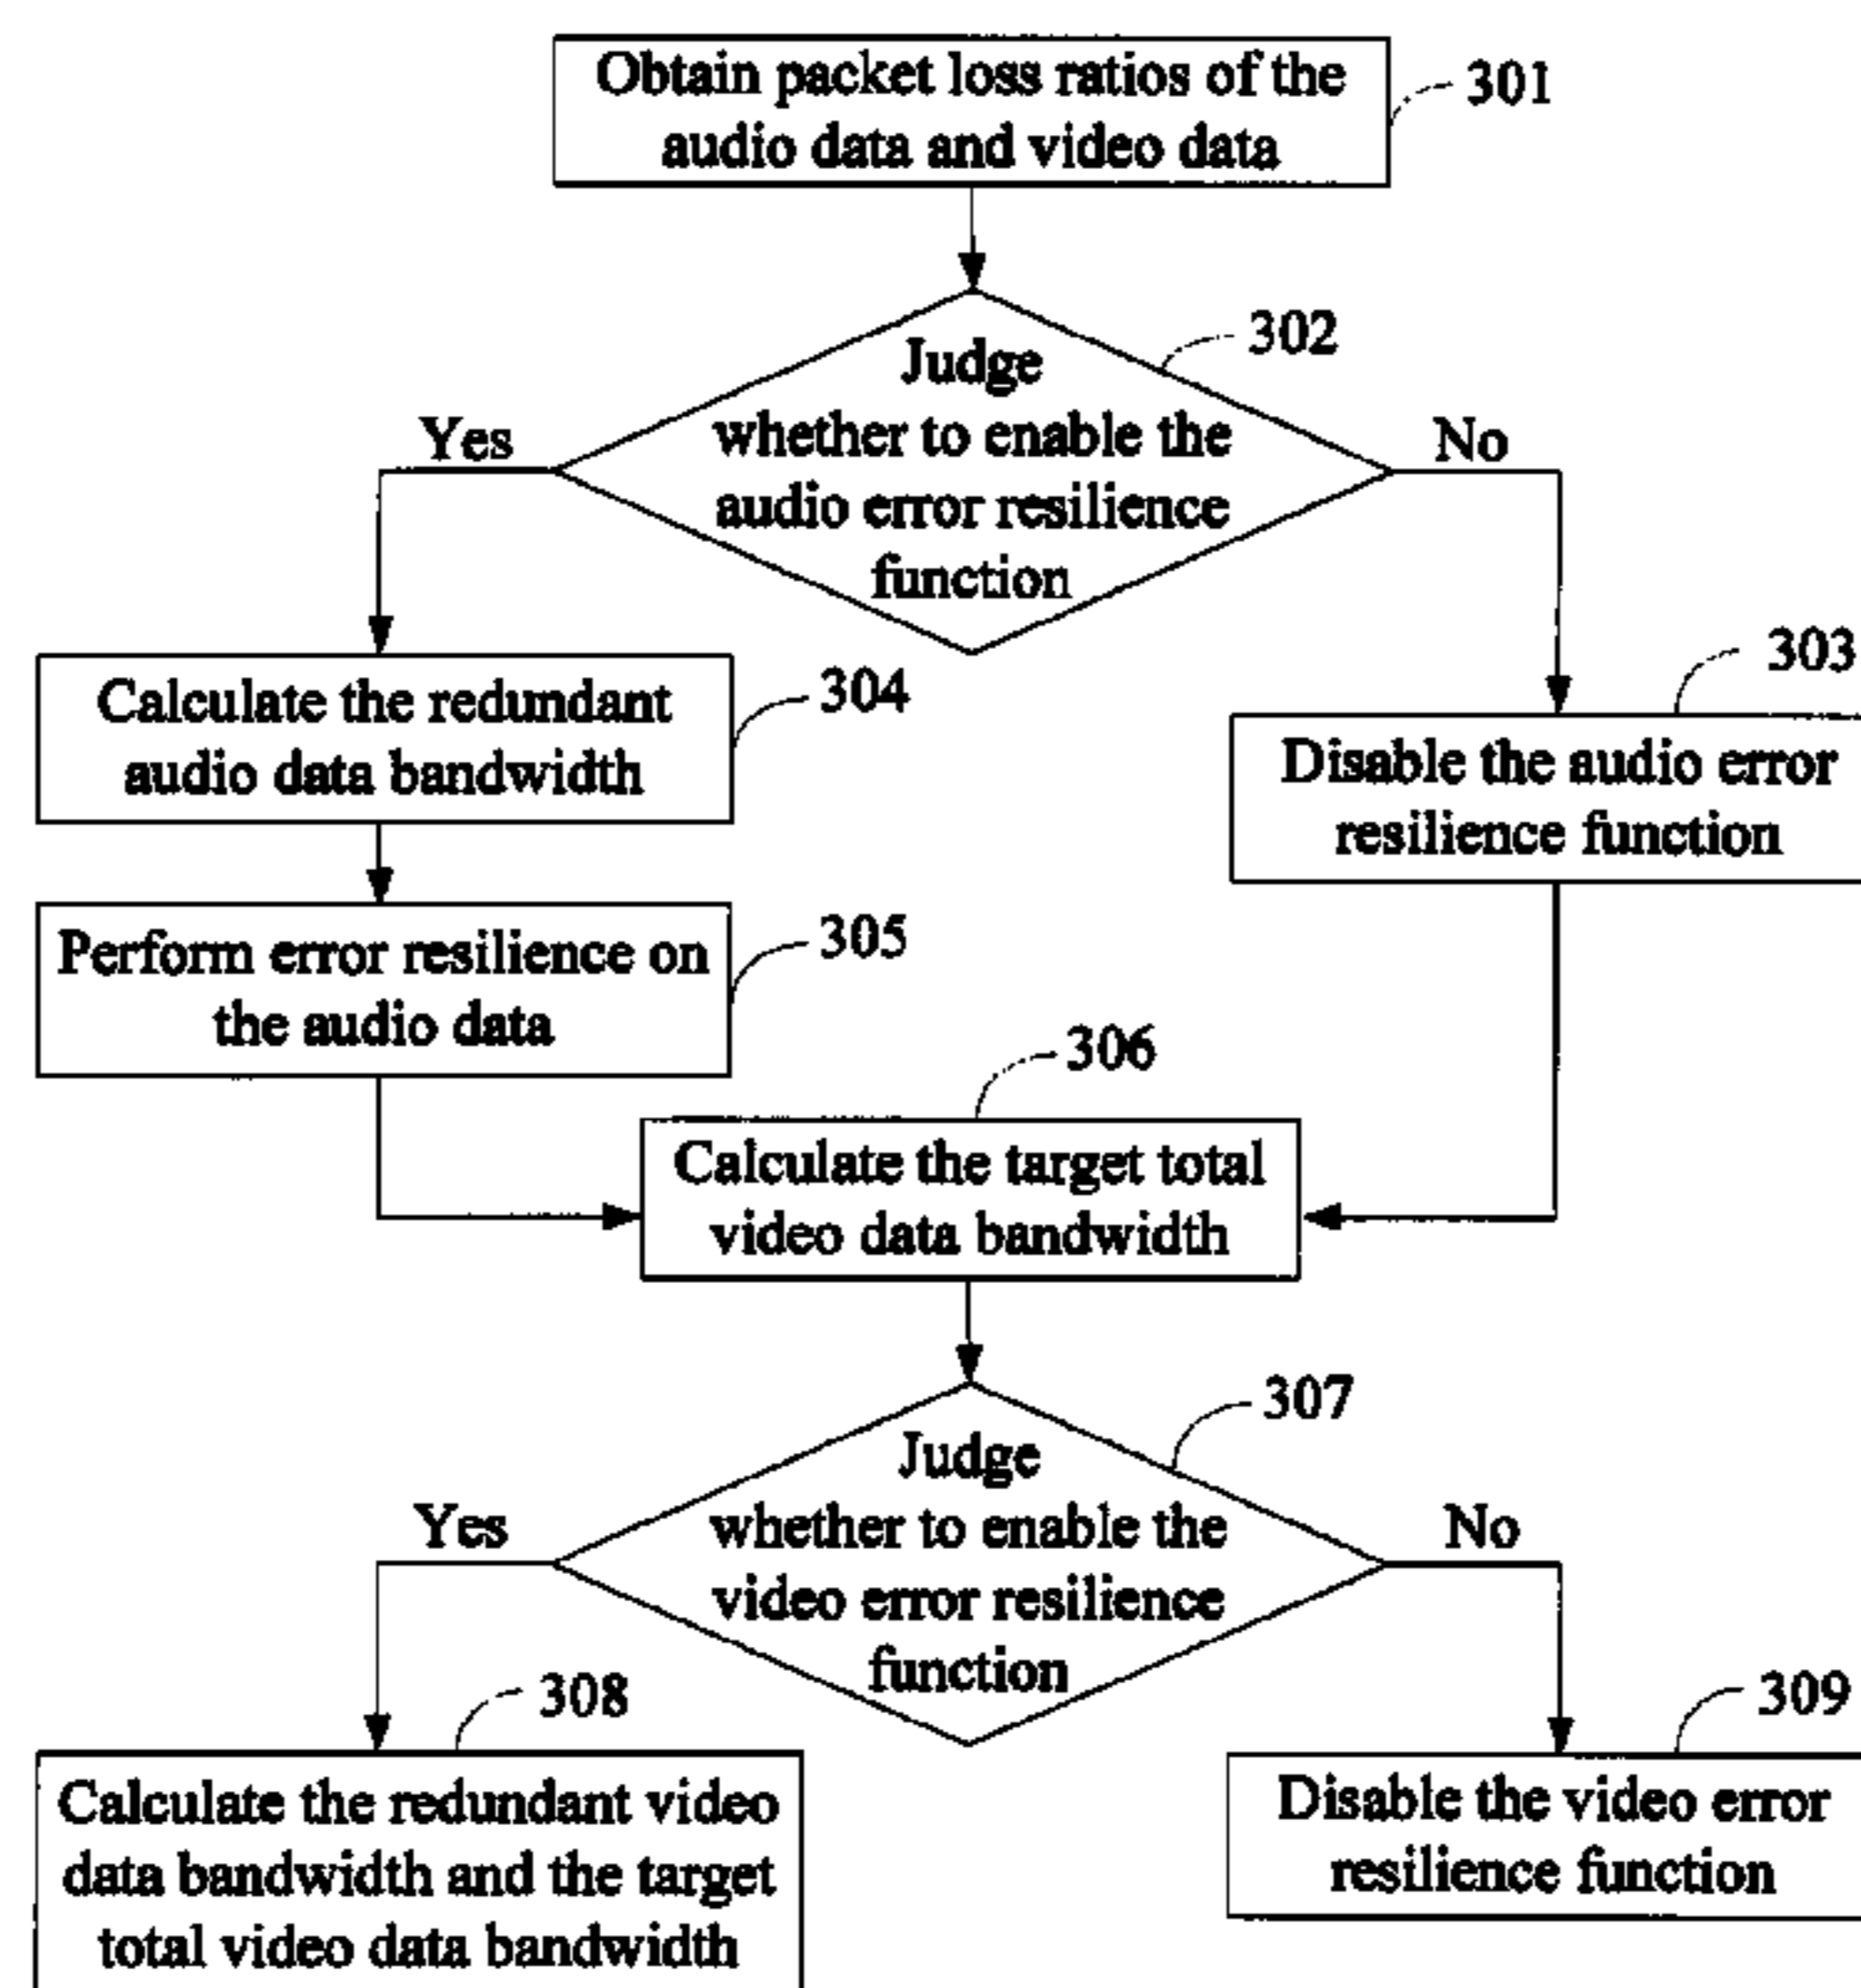 Obtain packet loss ratios of the
audio data and video data
301
302
Judge
whether to enable the
audio error resilience
function
Yes
No
303
Calculate the redundant
audio data bandwidth
304
Disable the audio error
resilience function
Perform error resilience on
the audio data
305
306
Calculate the target total
video data bandwidth
307
Judge
whether to enable the
video error resilience
function
Yes
No
308
309
Calculate the redundant video
data bandwidth and the target
total video data bandwidth
Disable the video error
resilience function